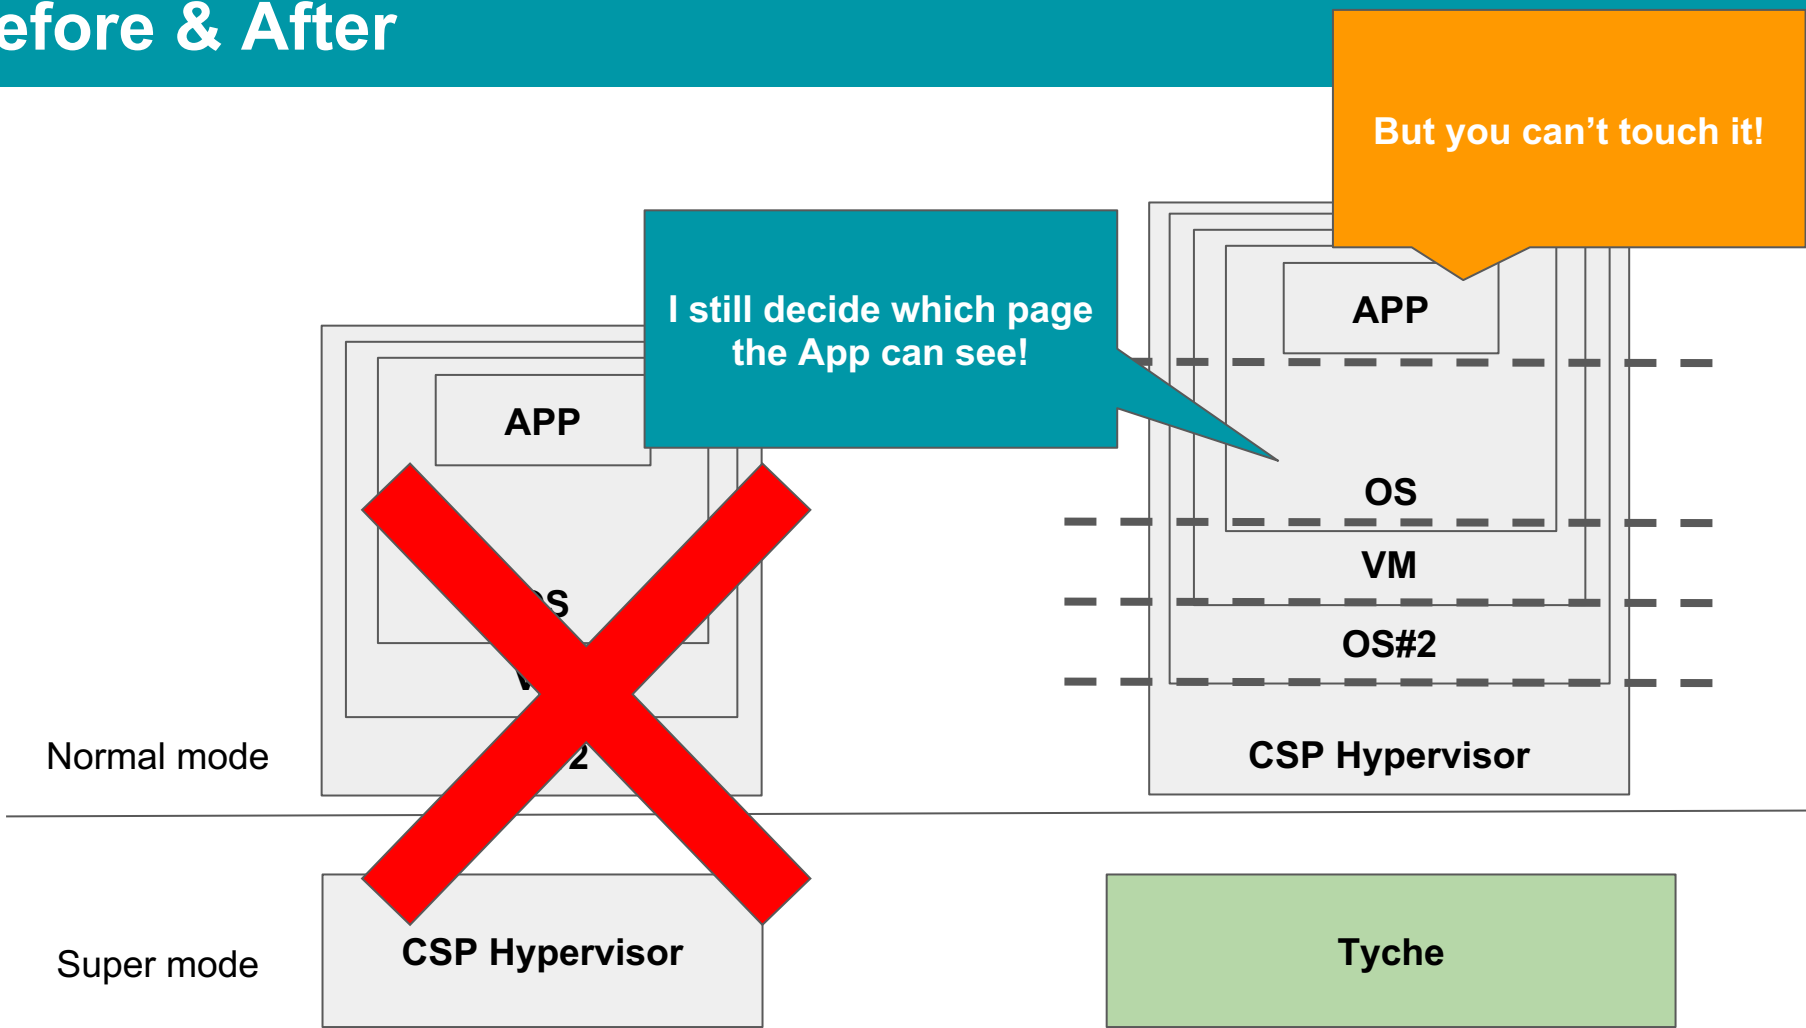 efore & After
But you can’t touch it!
I still decide which page
the App can see!
APP
APP
OS
VM
OS#2
CSP Hypervisor
Normal mode
CSP Hypervisor
Super mode
Tyche